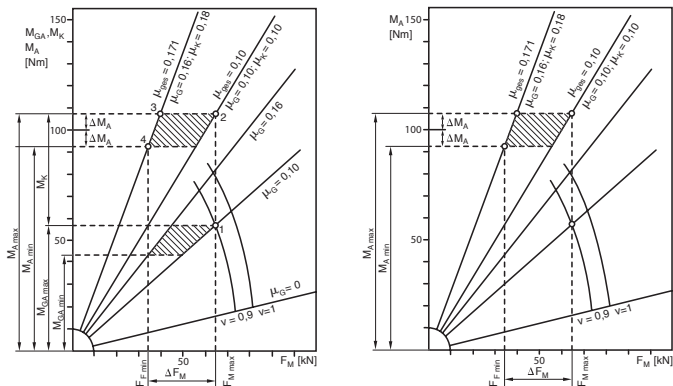 M_GA, M_K
M_A
[Nm]
150
100
50
μ_ges = 0,171
μ_G = 0,16; μ_K = 0,18
μ_ges = 0,10
μ_G = 0,10; μ_K = 0,10
μ_G = 0,16
μ_G = 0,10
μ_G = 0
3
2
4
1
ΔM_A
ΔM_A
M_K
M_A max
M_A min
M_GA max
M_GA min
v = 0,9
v=1
50
F_M [kN]
F_F min
ΔF_M
F_M max
M_A
[Nm]
150
100
50
μ_ges = 0,171
μ_G = 0,16; μ_K = 0,18
μ_ges = 0,10
μ_G = 0,10; μ_K = 0,10
ΔM_A
ΔM_A
M_A max
M_A min
v = 0,9
v=1
50
F_M [kN]
F_F min
ΔF_M
F_M max